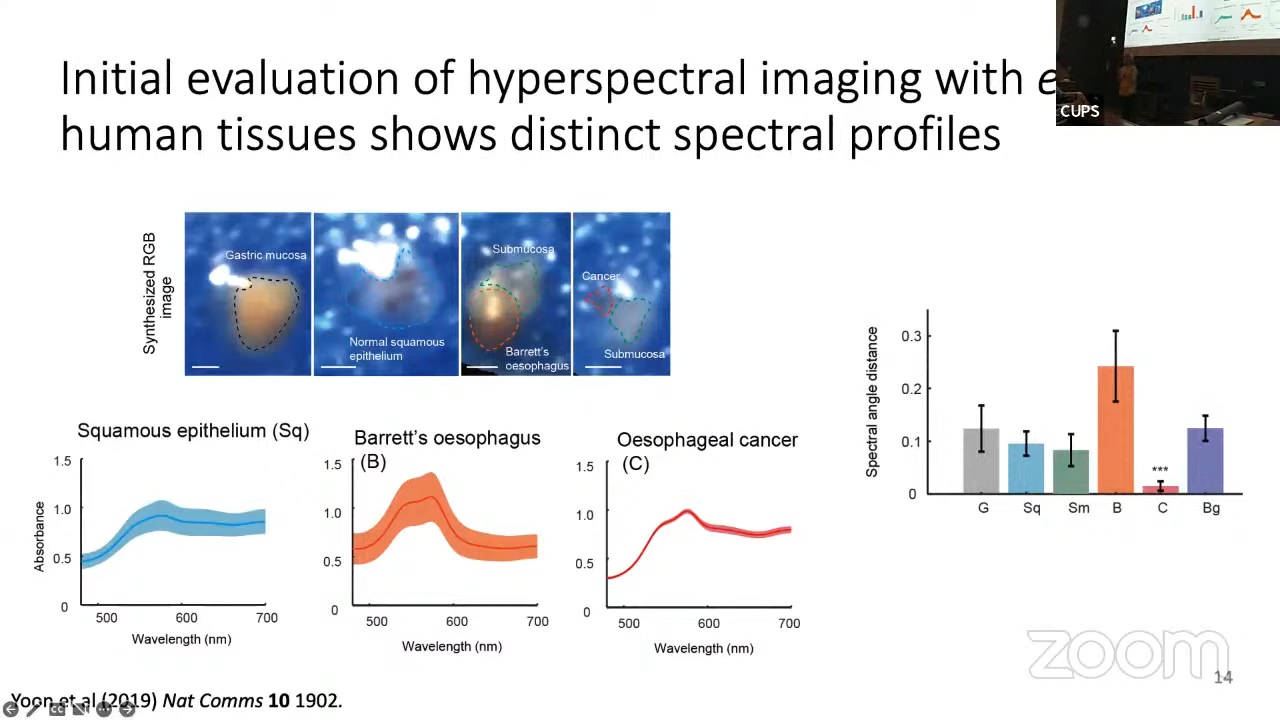 Initial evaluation of hyperspectral imaging with e
human tissues shows distinct spectral profiles
CUPS
Synthesized RGB
image
Gastric mucosa
Normal squamous
epithelium
Submucosa
Barrett's
oesophagus
Cancer
Submucosa
Squamous epithelium (Sq)
1.5
1.0
0.5
0
Absorbance
500
600
700
Wavelength (nm)
Barrett's oesophagus
(B)
1.5
1.0
0.5
0
500
600
700
Wavelength (nm)
Oesophageal cancer
(C)
1.5
1.0
0.5
0
500
600
700
Wavelength (nm)
Spectral angle distance
0.3
0.2
0.1
0
***
G
Sq
Sm
B
C
Bg
zoom
14
Yoon et al (2019) Nat Comms 10 1902.